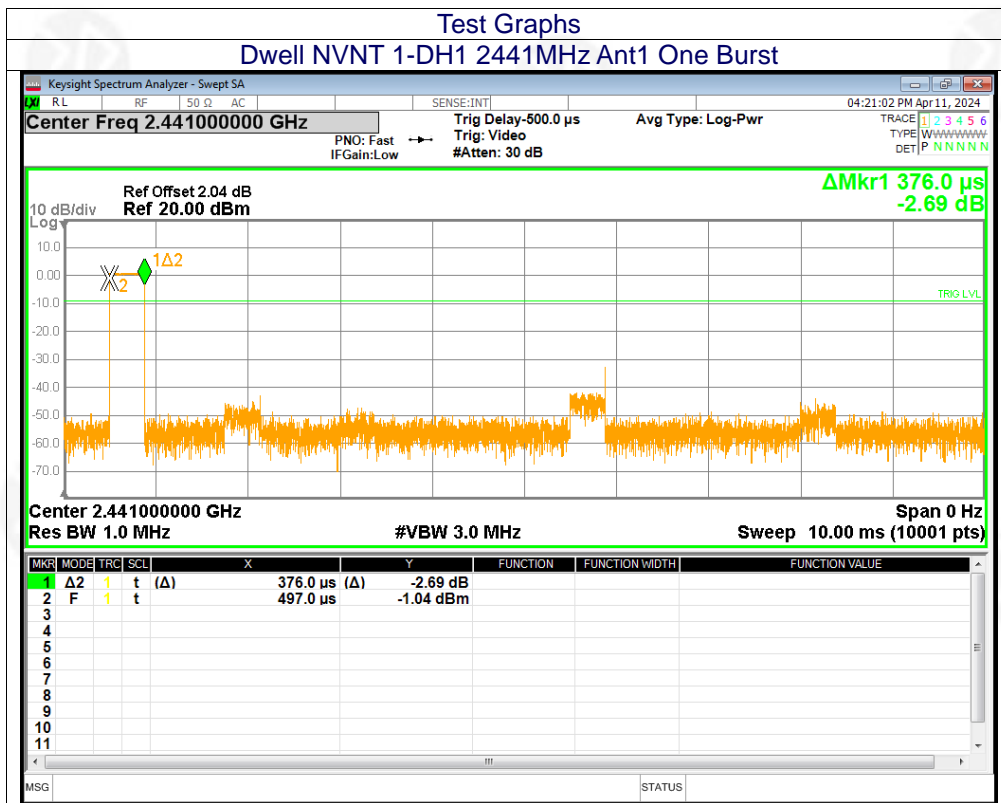 Test Graphs
Dwell NVNT 1-DH1 2441MHz Ant1 One Burst
Keysight Spectrum Analyzer - Swept SA
LXI RL RF 50 Ω AC SENSE:INT 04:21:02 PM Apr 11, 2024
Center Freq 2.441000000 GHz
PNO: Fast
IFGain:Low
Trig Delay-500.0 µs
Trig: Video
#Atten: 30 dB
Avg Type: Log-Pwr
TRACE 1 2 3 4 5 6
TYPE WWWWWWW
DET P N N N N N
ΔMkr1 376.0 µs
-2.69 dB
Ref Offset 2.04 dB
10 dB/div Ref 20.00 dBm
Log
10.0
0.00
-10.0
-20.0
-30.0
-40.0
-50.0
-60.0
-70.0
1Δ2
2
TRIG LVL
Center 2.441000000 GHz Span 0 Hz
Res BW 1.0 MHz #VBW 3.0 MHz Sweep 10.00 ms (10001 pts)
MKR MODE TRC SCL X Y FUNCTION FUNCTION WIDTH FUNCTION VALUE
1 Δ2 1 t (Δ) 376.0 µs (Δ) -2.69 dB
2 F 1 t 497.0 µs -1.04 dBm
3
4
5
6
7
8
9
10
11
MSG STATUS